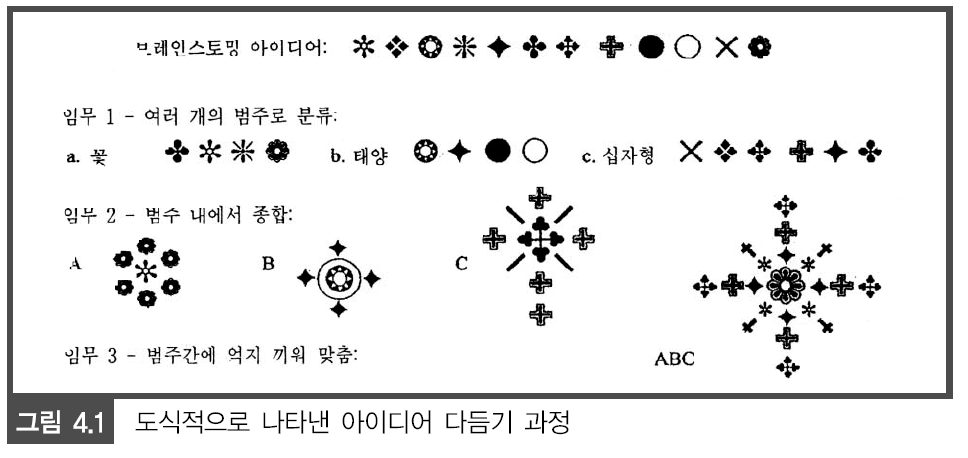 브레인스토밍 아이디어:
임무 1 - 여러 개의 범주로 분류:
a. 꽃 b. 태양 c. 십자형
임무 2 - 범주 내에서 종합:
A B C
임무 3 - 범주간에 억지 끼워 맞춤:
ABC
그림 4.1 도식적으로 나타낸 아이디어 다듬기 과정